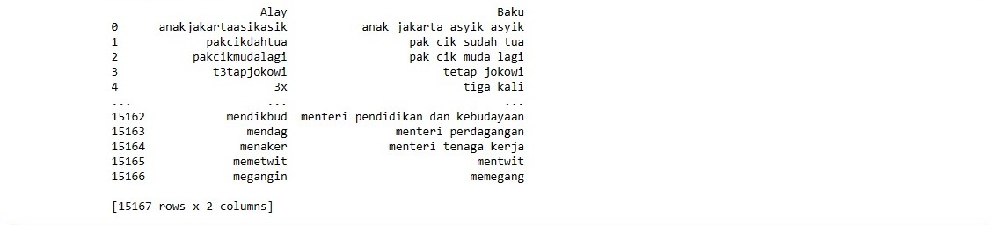 Alay Baku
0 anakjakartaasikasik anak jakarta asyik asyik
1 pakcikdahtua pak cik sudah tua
2 pakcikmudalagi pak cik muda lagi
3 t3tapjokowi tetap jokowi
4 3x tiga kali
... ... ...
15162 mendikbud menteri pendidikan dan kebudayaan
15163 mendag menteri perdagangan
15164 menaker menteri tenaga kerja
15165 memetwit mentwit
15166 megangin memegang
[15167 rows x 2 columns]